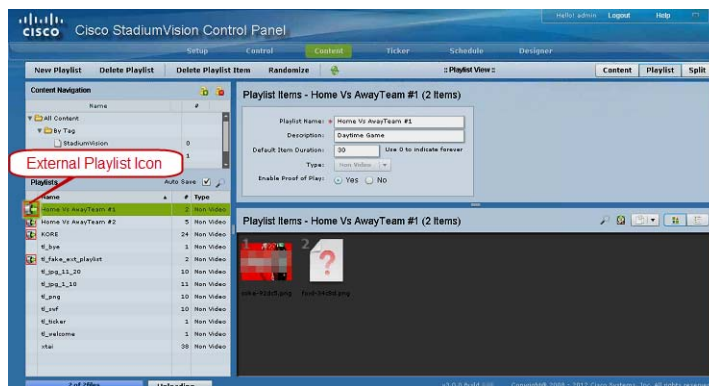 Hello! admin Logout Help
CISCO Cisco StadiumVision Control Panel
Setup Control Content Ticker Schedule Designer
New Playlist Delete Playlist Delete Playlist Item Randomize :: Playlist View :: Content Playlist Split
Content Navigation
Name #
All Content
By Tag
StadiumVision 0
1
External Playlist Icon
Playlists Auto Save
Name # Type
Home Vs AwayTeam #1 2 Non Video
Home Vs AwayTeam #2 5 Non Video
KORE 24 Non Video
tl_bye 1 Non Video
tl_fake_ext_playlist 2 Non Video
tl_jpg_11_20 10 Non Video
tl_jpg_1_10 11 Non Video
tl_png 10 Non Video
tl_swf 10 Non Video
tl_ticker 1 Non Video
tl_welcome 1 Non Video
xtai 38 Non Video
2 of 2files
Playlist Items - Home Vs AwayTeam #1 (2 Items)
Playlist Name: * Home Vs AwayTeam #1
Description: Daytime Game
Default Item Duration: 30 Use 0 to indicate forever
Type: Non Video
Enable Proof of Play: Yes No
Playlist Items - Home Vs AwayTeam #1 (2 Items)
1 2
?